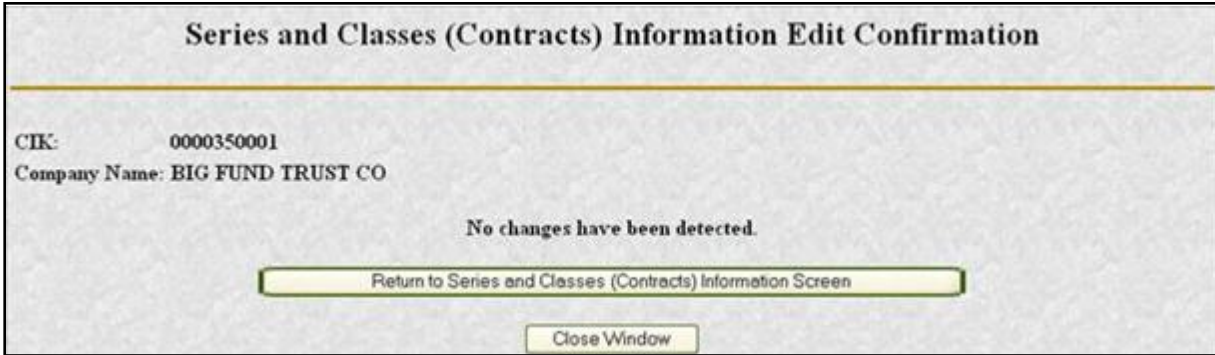 Series and Classes (Contracts) Information Edit Confirmation
CIK: 0000350001
Company Name: BIG FUND TRUST CO
No changes have been detected.
Return to Series and Classes (Contracts) Information Screen
Close Window